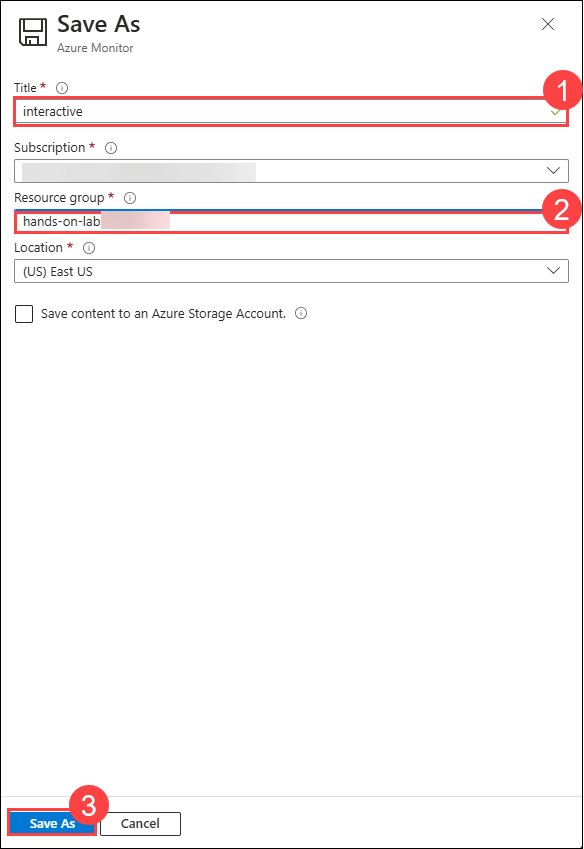 Save As
Azure Monitor
Title *
1
interactive
Subscription *
Resource group *
2
hands-on-lab
Location *
(US) East US
Save content to an Azure Storage Account.
3
Save As
Cancel